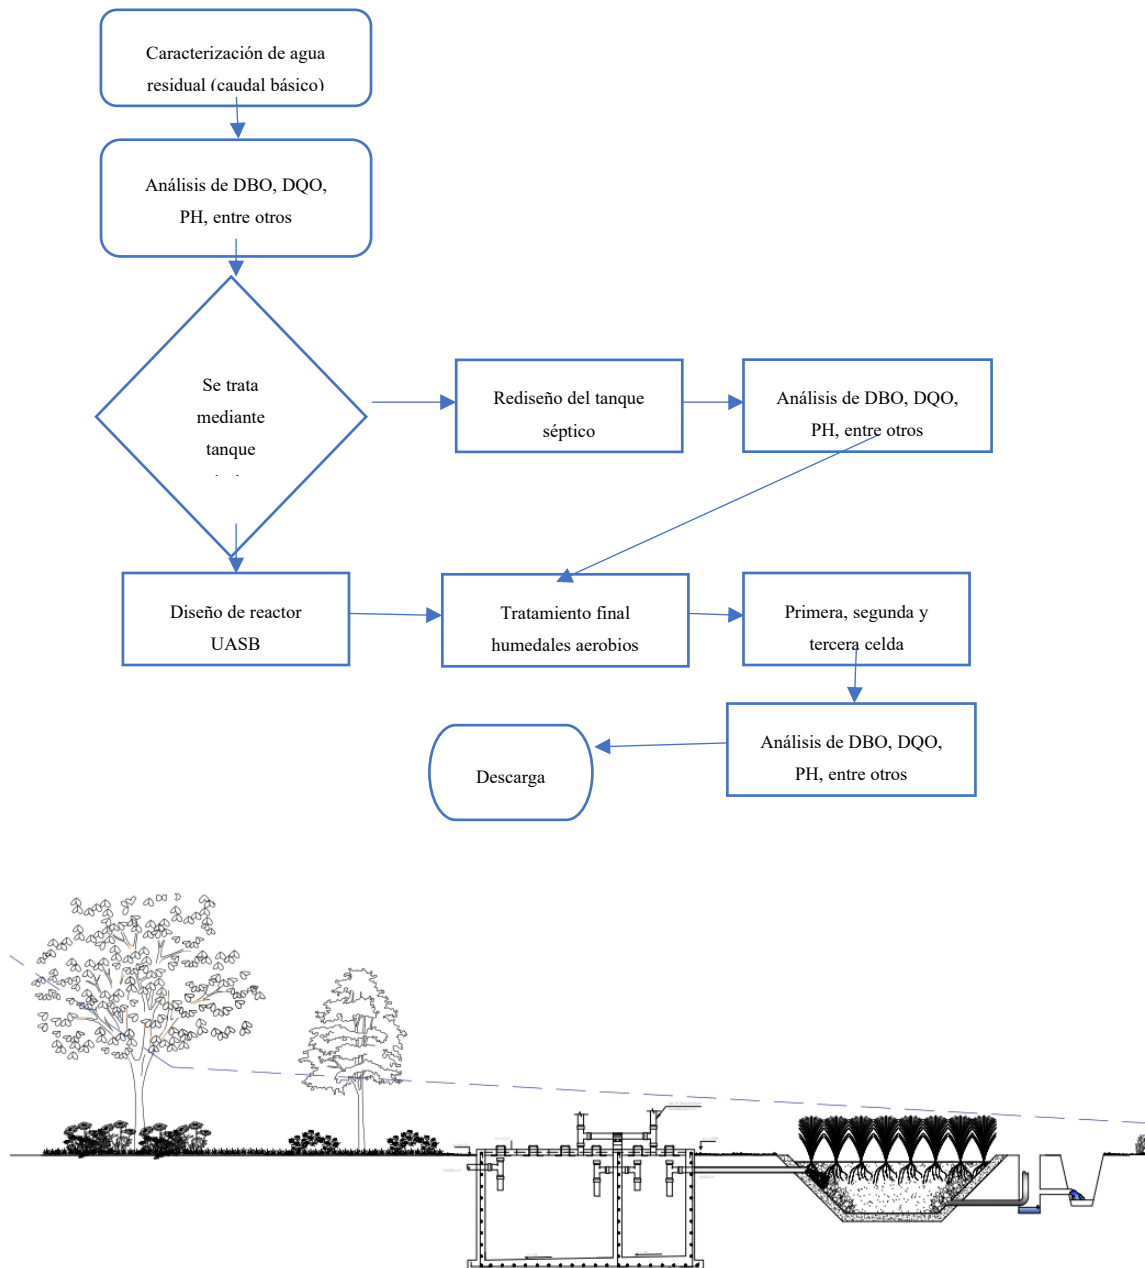 Caracterización de agua
residual (caudal básico)
Análisis de DBO, DQO,
PH, entre otros
Se trata
mediante
tanque
Rediseño del tanque
séptico
Análisis de DBO, DQO,
PH, entre otros
Diseño de reactor
UASB
Tratamiento final
humedales aerobios
Primera, segunda y
tercera celda
Análisis de DBO, DQO,
PH, entre otros
Descarga